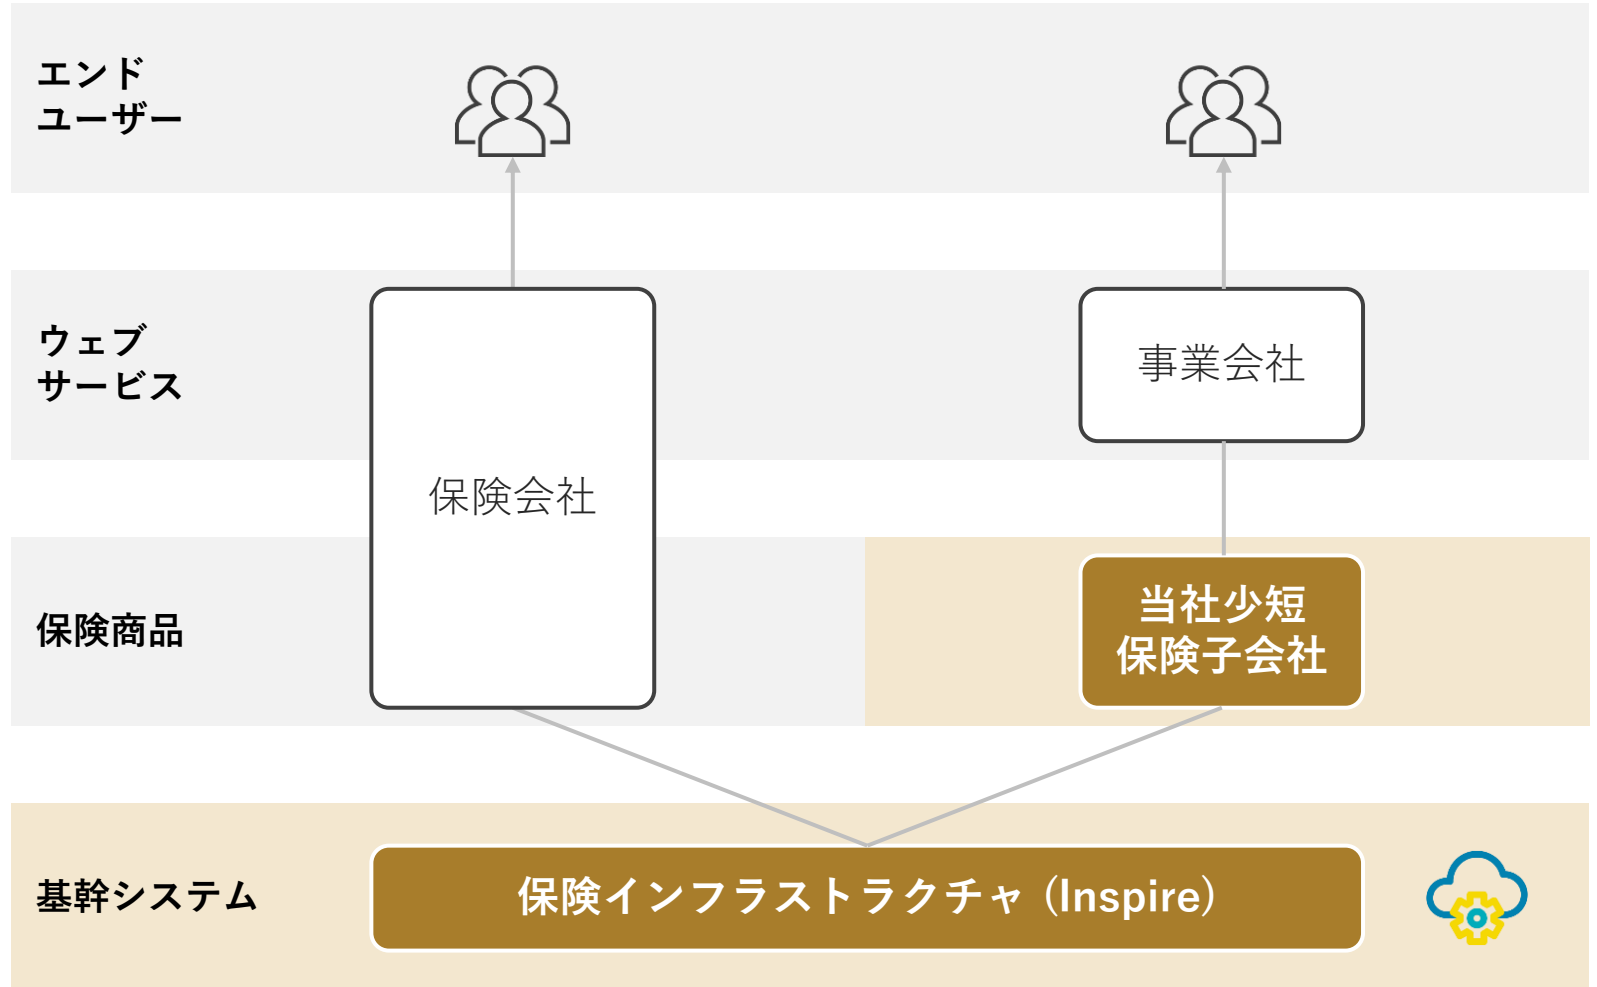 エンド
ユーザー
ウェブ
サービス
事業会社
保険会社
保険商品
当社少短
保険子会社
基幹システム
保険インフラストラクチャ (Inspire)